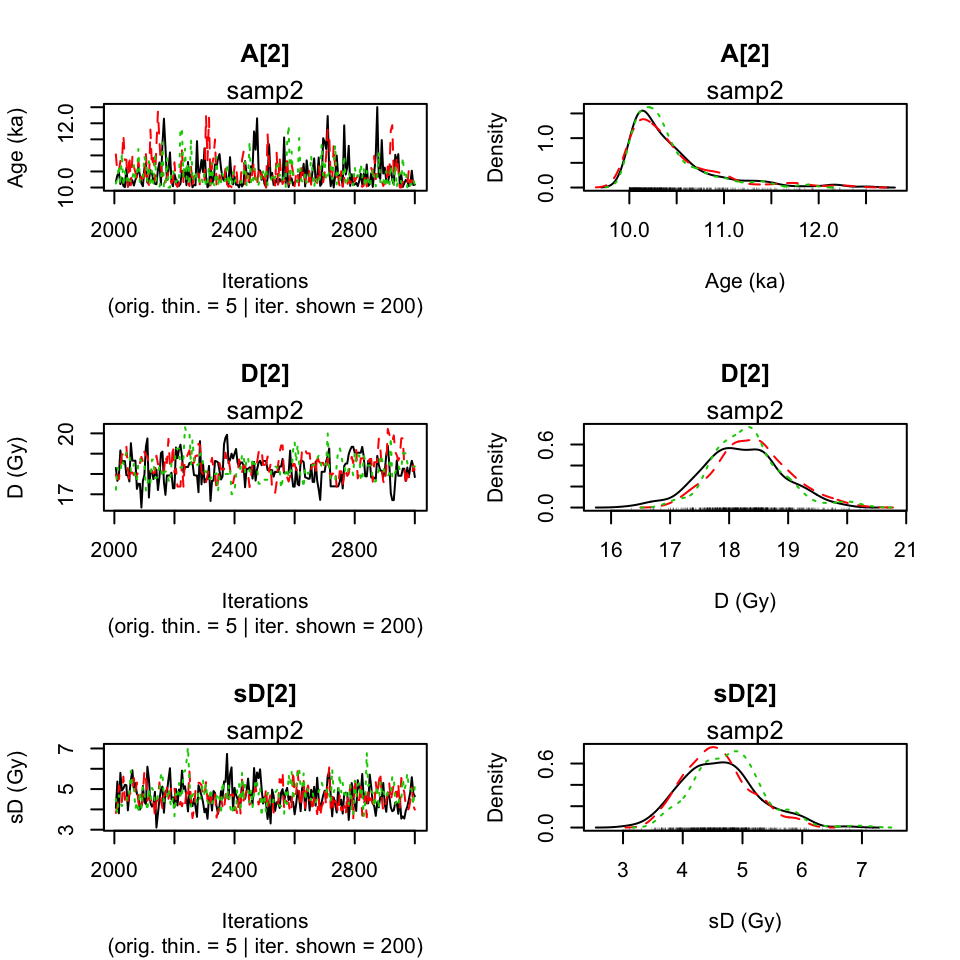 A[2]
samp2
Age (ka)
12.0
10.0
2000 2400 2800
Iterations
(orig. thin. = 5 | iter. shown = 200)
A[2]
samp2
Density
1.0
0.0
10.0 11.0 12.0
Age (ka)
D[2]
samp2
D (Gy)
20
17
2000 2400 2800
Iterations
(orig. thin. = 5 | iter. shown = 200)
D[2]
samp2
Density
0.6
0.0
16 17 18 19 20 21
D (Gy)
sD[2]
samp2
sD (Gy)
7
5
3
2000 2400 2800
Iterations
(orig. thin. = 5 | iter. shown = 200)
sD[2]
samp2
Density
0.6
0.0
3 4 5 6 7
sD (Gy)